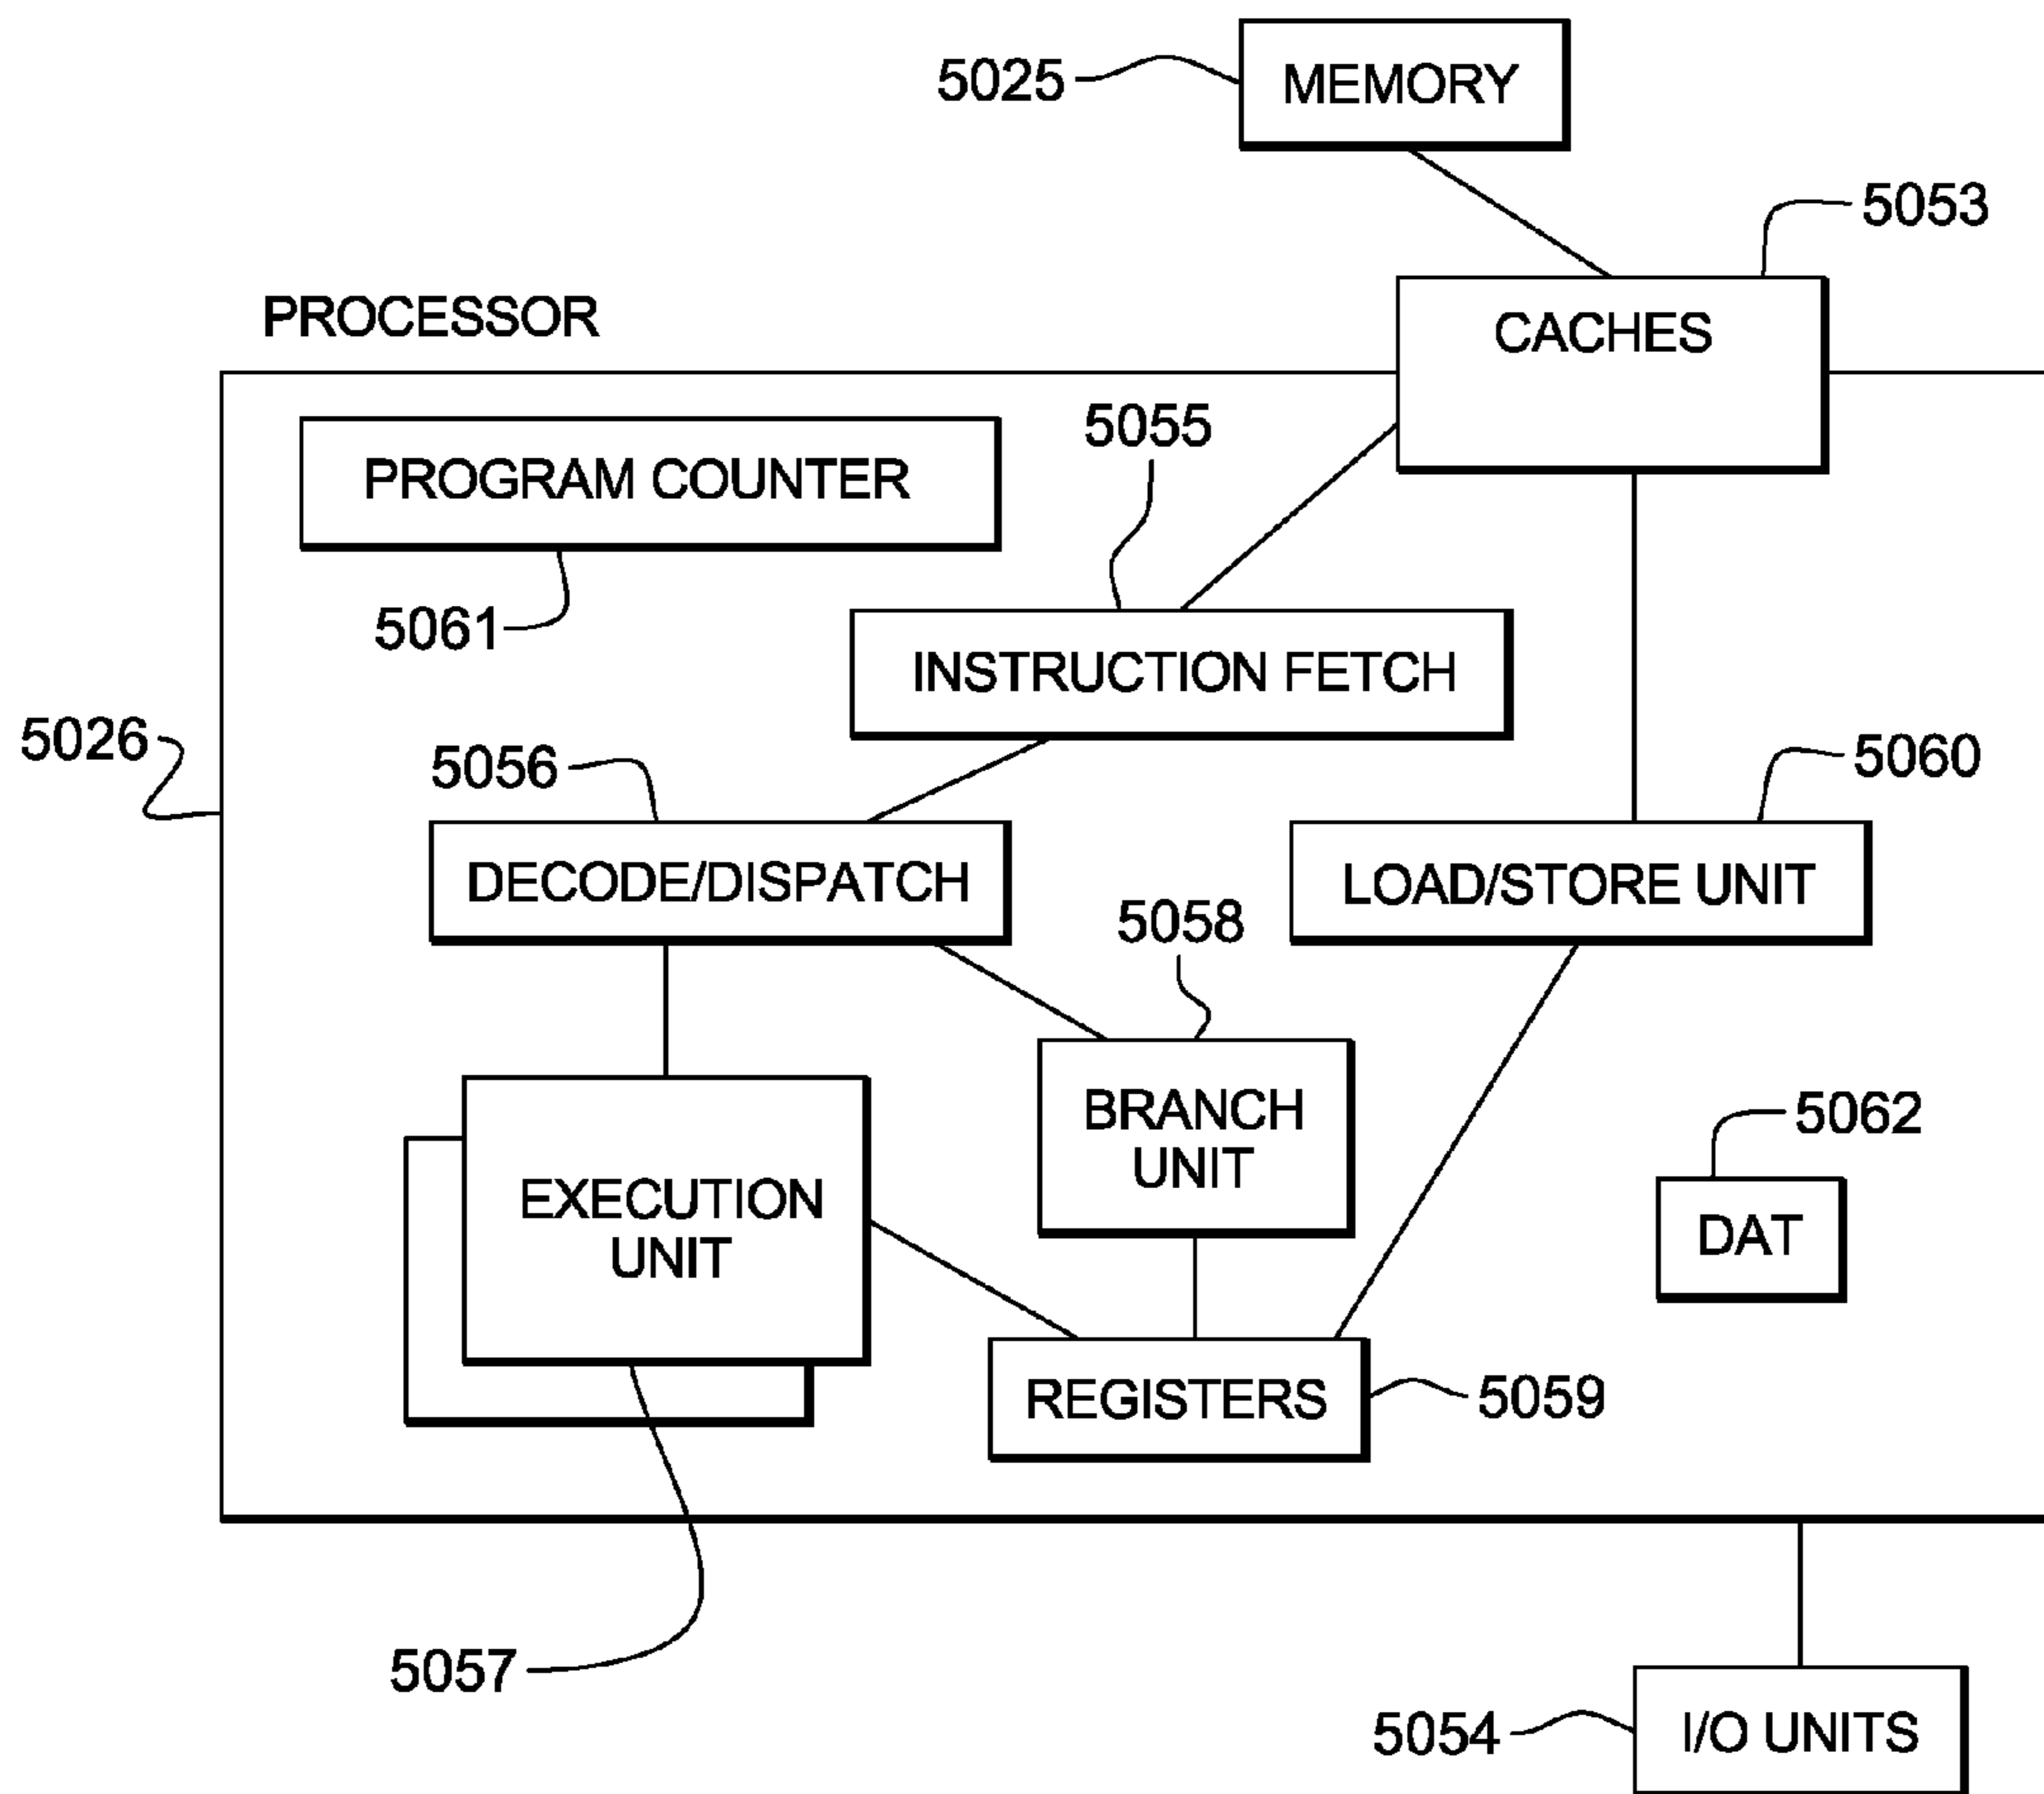 5025
MEMORY
5053
PROCESSOR
CACHES
5055
PROGRAM COUNTER
5061
INSTRUCTION FETCH
5026
5056
5060
DECODE/DISPATCH
LOAD/STORE UNIT
5058
BRANCH
UNIT
5062
EXECUTION
UNIT
DAT
REGISTERS
5059
5057
5054
I/O UNITS